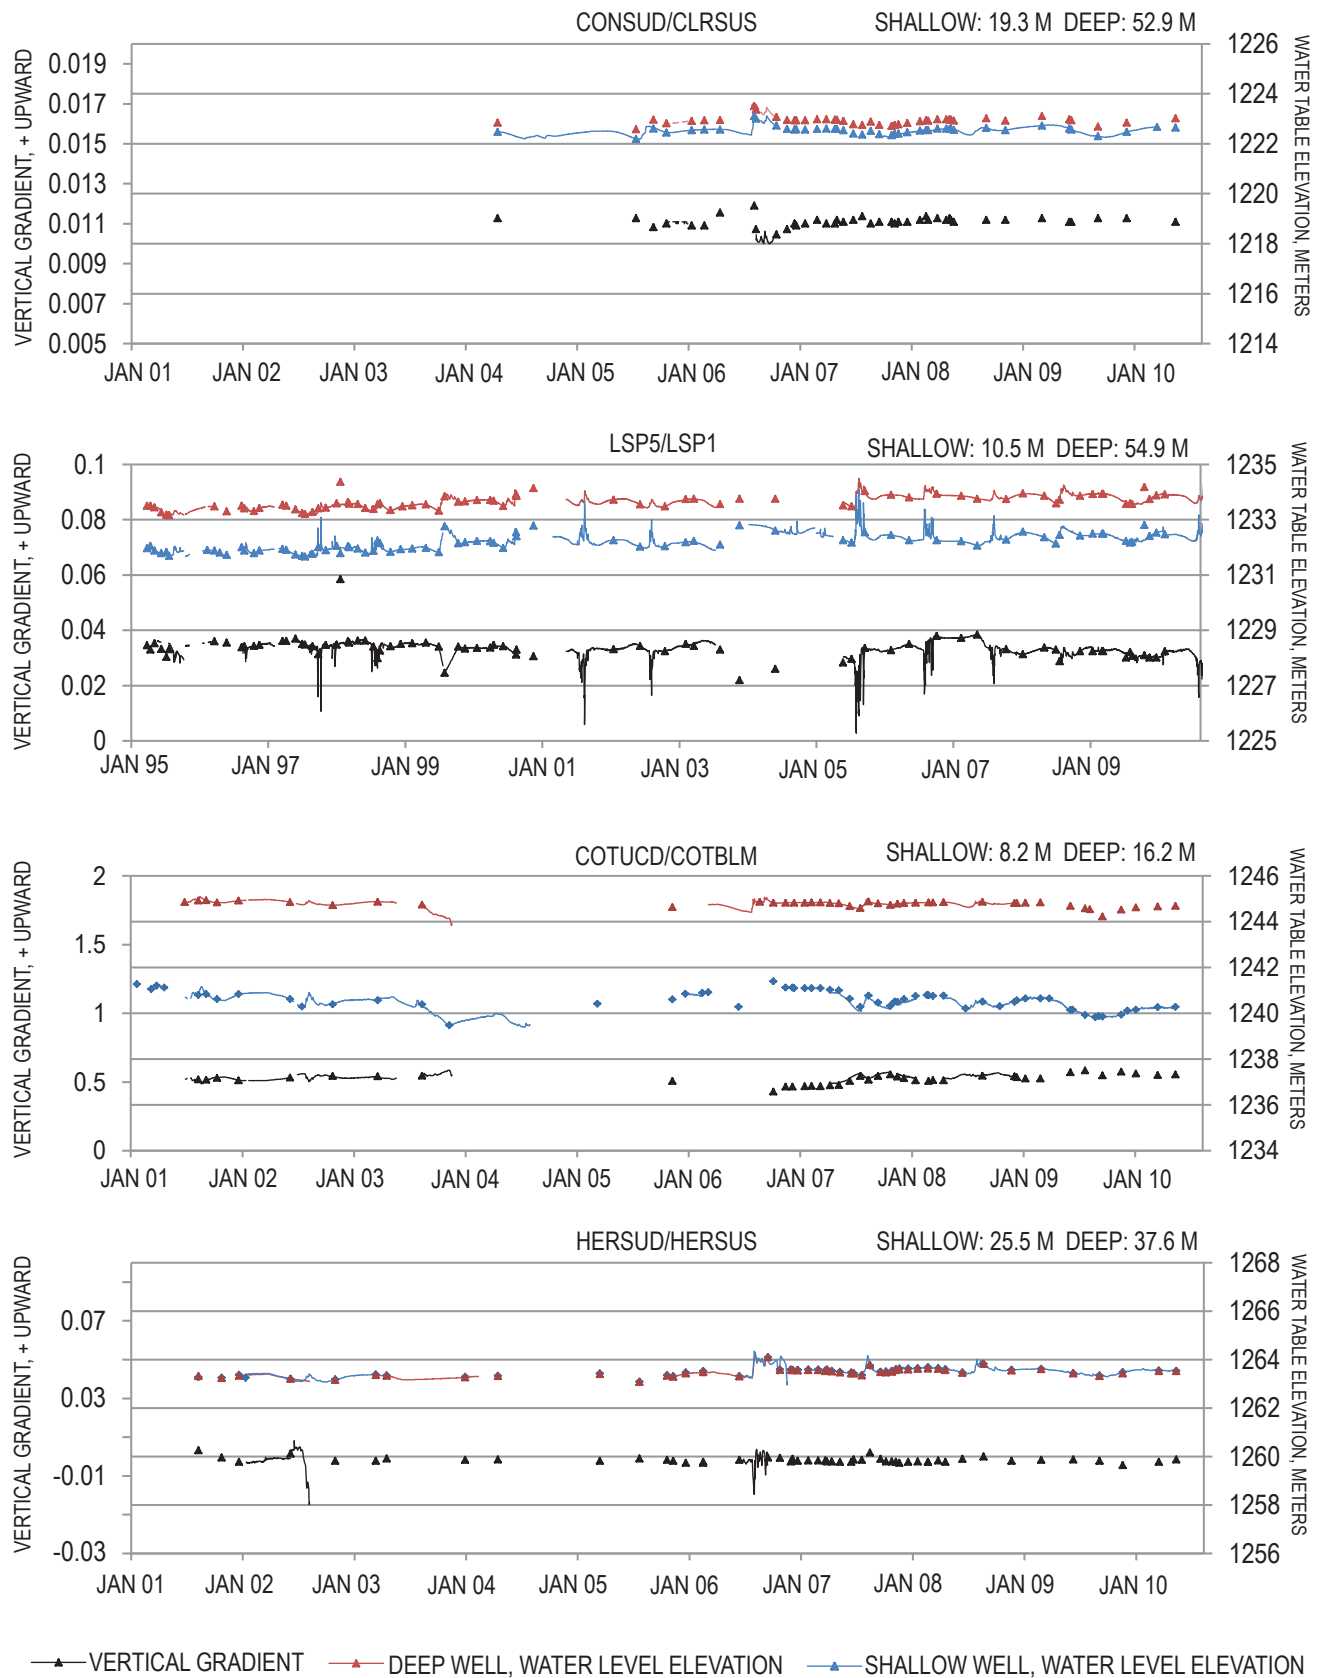 CONSUD/CLRSUS SHALLOW: 19.3 M DEEP: 52.9 M
VERTICAL GRADIENT, + UPWARD
0.019
0.017
0.015
0.013
0.011
0.009
0.007
0.005
1226
1224
1222
1220
1218
1216
1214
WATER TABLE ELEVATION, METERS
JAN 01 JAN 02 JAN 03 JAN 04 JAN 05 JAN 06 JAN 07 JAN 08 JAN 09 JAN 10
LSP5/LSP1 SHALLOW: 10.5 M DEEP: 54.9 M
VERTICAL GRADIENT, + UPWARD
0.1
0.08
0.06
0.04
0.02
0
1235
1233
1231
1229
1227
1225
WATER TABLE ELEVATION, METERS
JAN 95 JAN 97 JAN 99 JAN 01 JAN 03 JAN 05 JAN 07 JAN 09
COTUCD/COTBLM SHALLOW: 8.2 M DEEP: 16.2 M
VERTICAL GRADIENT, + UPWARD
2
1.5
1
0.5
0
1246
1244
1242
1240
1238
1236
1234
WATER TABLE ELEVATION, METERS
JAN 01 JAN 02 JAN 03 JAN 04 JAN 05 JAN 06 JAN 07 JAN 08 JAN 09 JAN 10
HERSUD/HERSUS SHALLOW: 25.5 M DEEP: 37.6 M
VERTICAL GRADIENT, + UPWARD
0.07
0.03
-0.01
-0.03
1268
1266
1264
1262
1260
1258
1256
WATER TABLE ELEVATION, METERS
JAN 01 JAN 02 JAN 03 JAN 04 JAN 05 JAN 06 JAN 07 JAN 08 JAN 09 JAN 10
VERTICAL GRADIENT DEEP WELL, WATER LEVEL ELEVATION SHALLOW WELL, WATER LEVEL ELEVATION